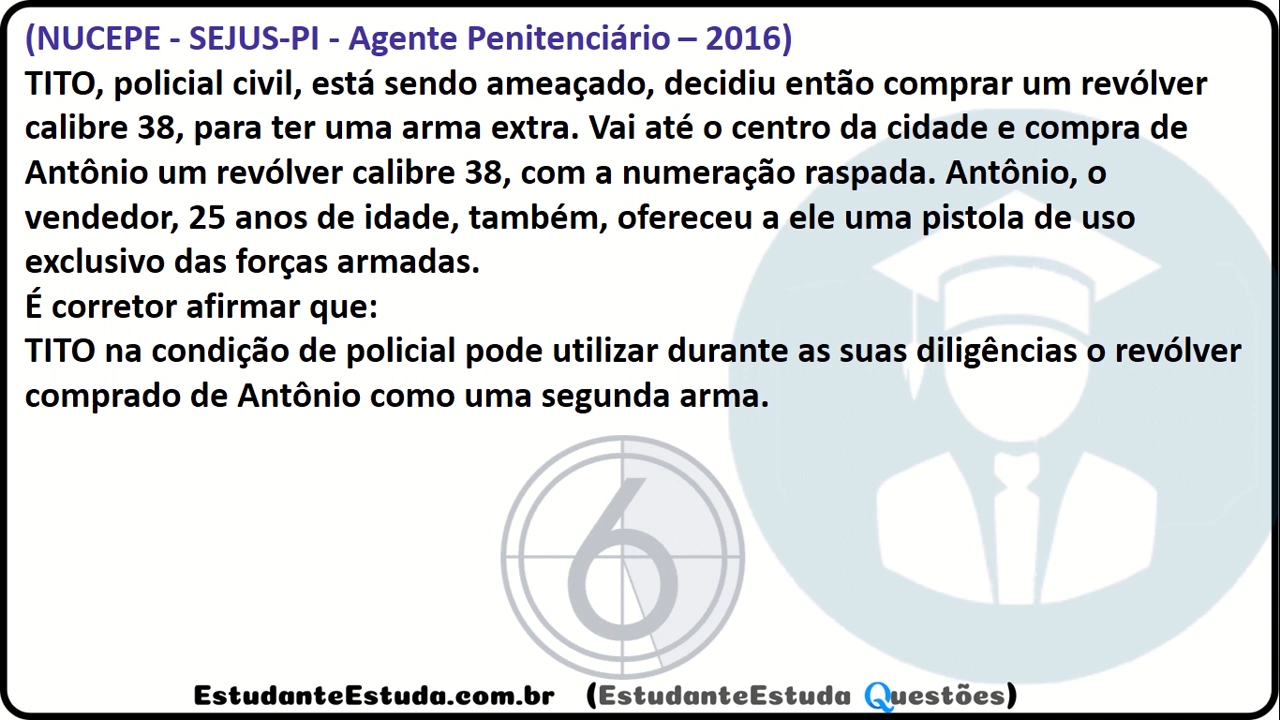 (NUCEPE - SEJUS-PI - Agente Penitenciário – 2016)
TITO, policial civil, está sendo ameaçado, decidiu então comprar um revólver
calibre 38, para ter uma arma extra. Vai até o centro da cidade e compra de
Antônio um revólver calibre 38, com a numeração raspada. Antônio, o
vendedor, 25 anos de idade, também, ofereceu a ele uma pistola de uso
exclusivo das forças armadas.
É corretor afirmar que:
TITO na condição de policial pode utilizar durante as suas diligências o revólver
comprado de Antônio como uma segunda arma.
6
EstudanteEstuda.com.br (EstudanteEstuda Questões)